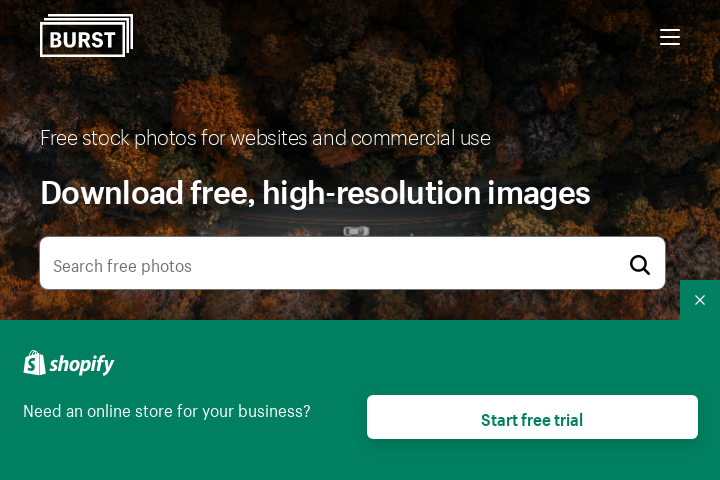 BURST
Free stock photos for websites and commercial use
Download free, high-resolution images
Search free photos
shopify
Need an online store for your business?
Start free trial